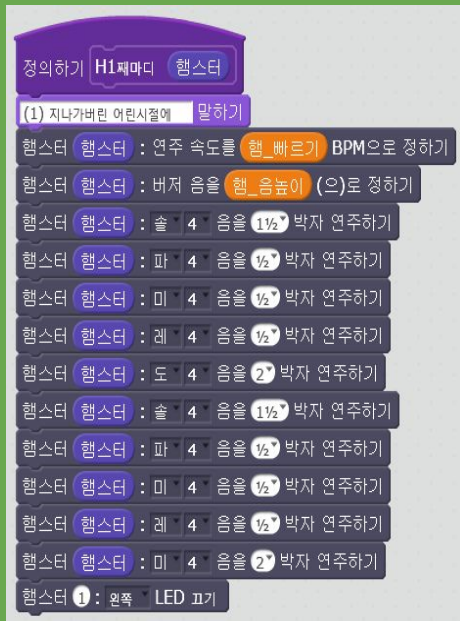 정의하기 H1째마디 햄스터
(1) 지나가버린 어린시절에 말하기
햄스터 햄스터 : 연주 속도를 햄_빠르기 BPM으로 정하기
햄스터 햄스터 : 버저 음을 햄_음높이 (으)로 정하기
햄스터 햄스터 : 솔 4 음을 1½ 박자 연주하기
햄스터 햄스터 : 파 4 음을 ½ 박자 연주하기
햄스터 햄스터 : 미 4 음을 ½ 박자 연주하기
햄스터 햄스터 : 레 4 음을 ½ 박자 연주하기
햄스터 햄스터 : 도 4 음을 2 박자 연주하기
햄스터 햄스터 : 솔 4 음을 1½ 박자 연주하기
햄스터 햄스터 : 파 4 음을 ½ 박자 연주하기
햄스터 햄스터 : 미 4 음을 ½ 박자 연주하기
햄스터 햄스터 : 레 4 음을 ½ 박자 연주하기
햄스터 햄스터 : 미 4 음을 2 박자 연주하기
햄스터 1 : 왼쪽 LED 끄기